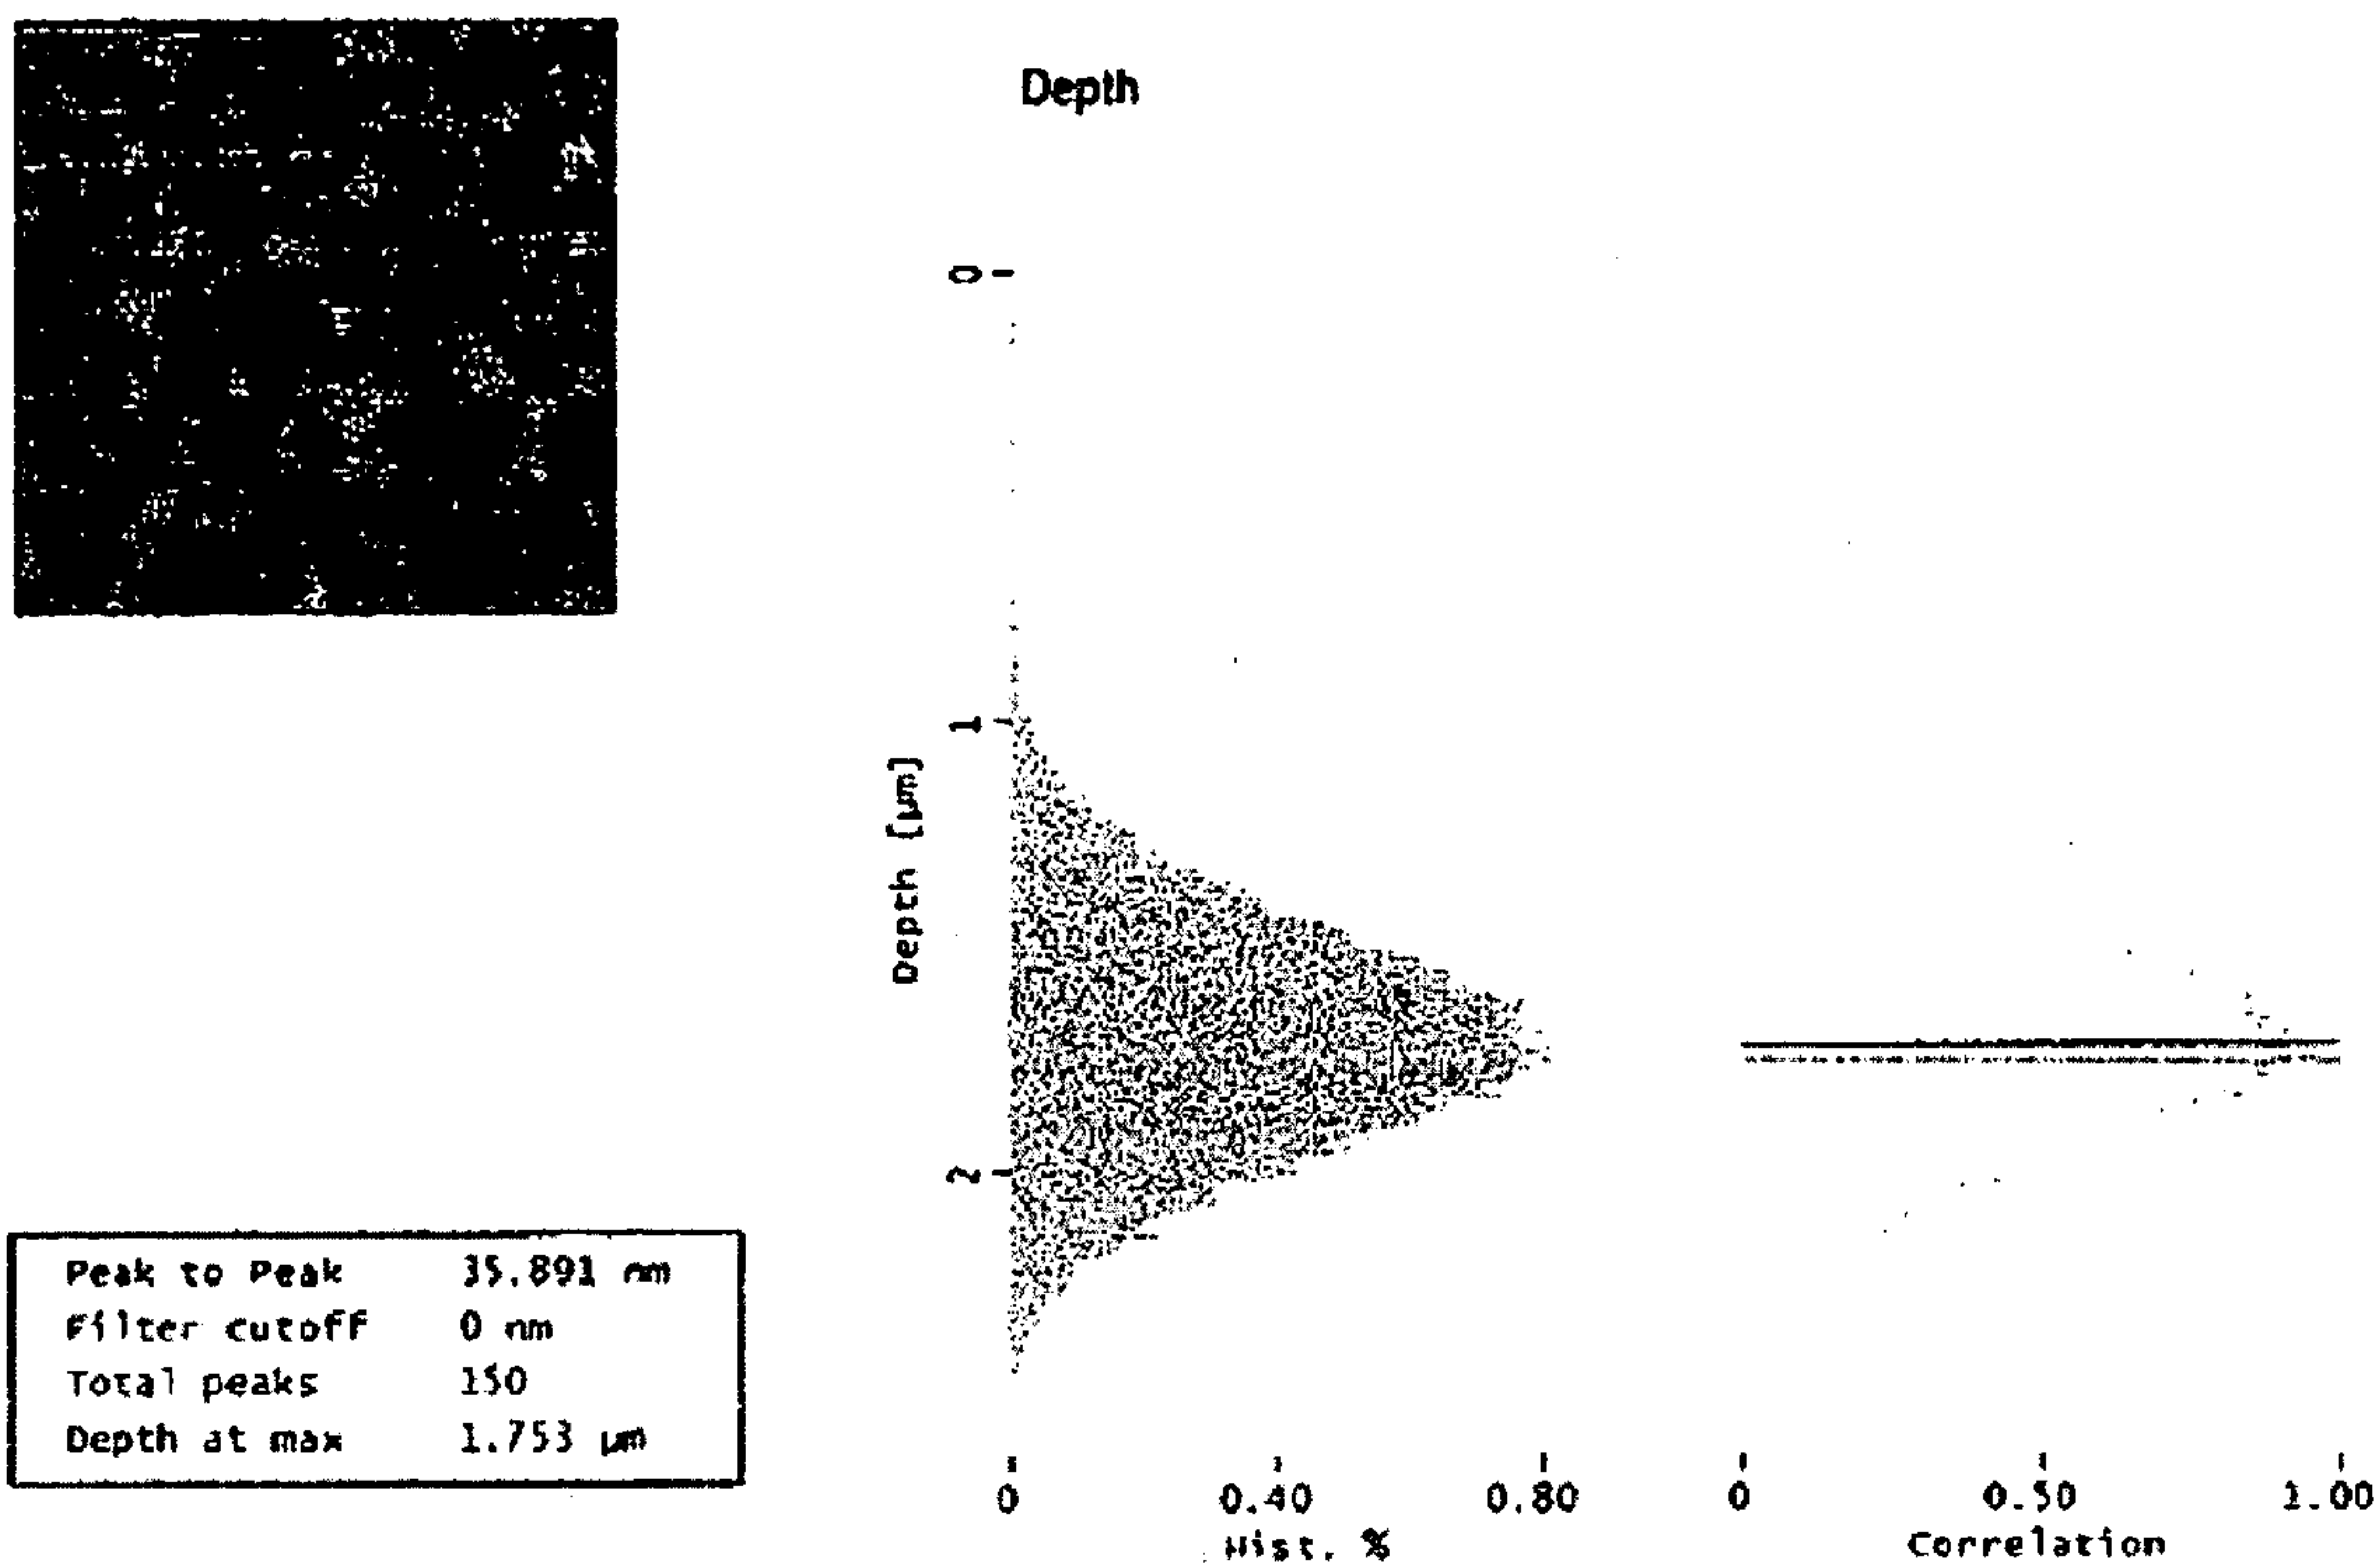 Depth
0
1
2
Depth [µm]
Peak to Peak 35.891 nm
Filter cutoff 0 nm
Total peaks 150
Depth at max 1.753 µm
0 0.40 0.80
Hist. %
0 0.50 1.00
Correlation